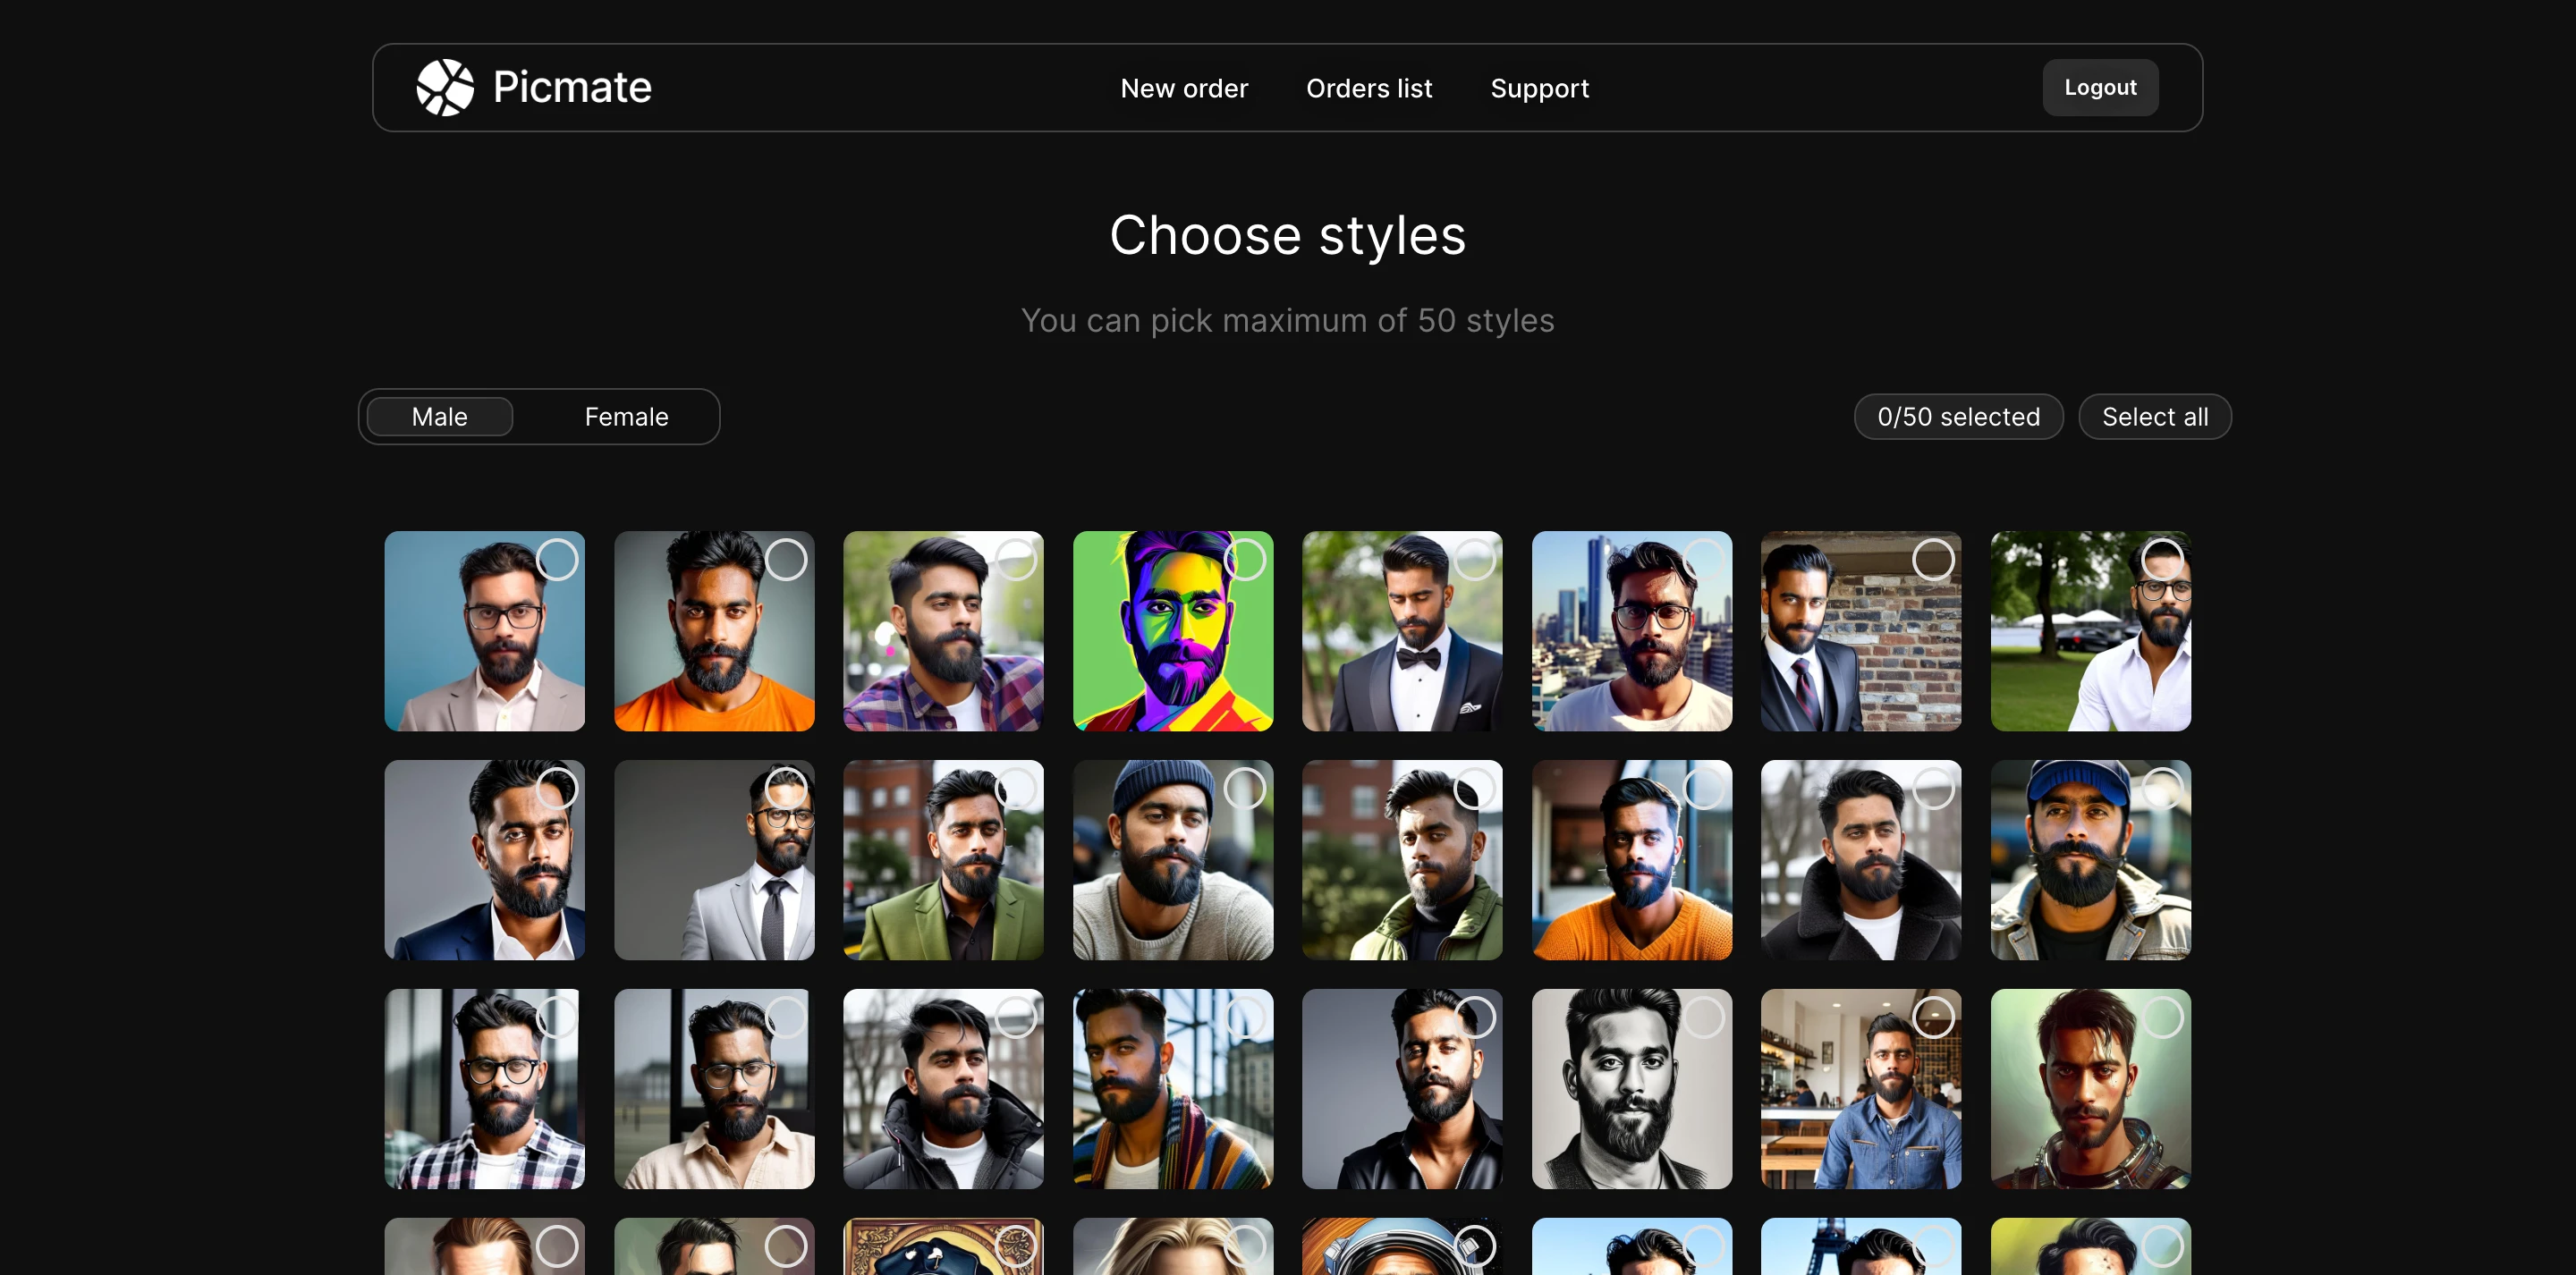 Picmate
New order
Orders list
Support
Logout
Choose styles
You can pick maximum of 50 styles
Male
Female
0/50 selected
Select all